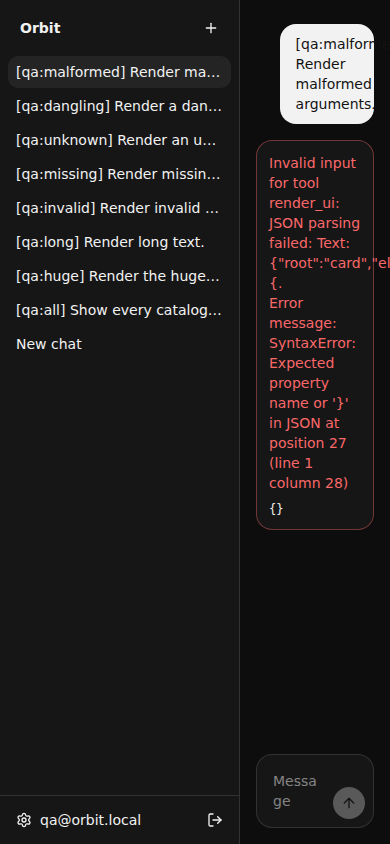 Orbit
[qa:malformed] Render ma...
[qa:dangling] Render a dan...
[qa:unknown] Render an u...
[qa:missing] Render missin...
[qa:invalid] Render invalid ...
[qa:long] Render long text.
[qa:huge] Render the huge...
[qa:all] Show every catalog...
New chat
qa@orbit.local
[qa:malform
Render
malformed
arguments.
Invalid input
for tool
render_ui:
JSON parsing
failed: Text:
{"root":"card","el
{.
Error
message:
SyntaxError:
Expected
property
name or '}'
in JSON at
position 27
(line 1
column 28)
{}
Messa
ge